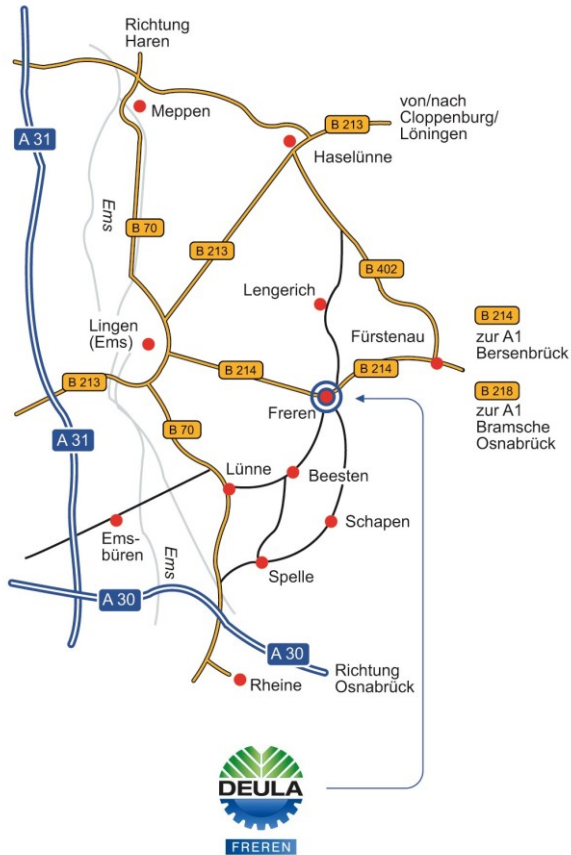 Richtung
Haren
von/nach
Cloppenburg/
Löningen
B 213
Meppen
A 31
Haselünne
Ems
B 70
B 213
B 402
Lengerich
Lingen
(Ems)
Fürstenau
B 214
zur A1
Bersenbrück
B 213
B 214
B 214
B 218
zur A1
Bramsche
Osnabrück
Freren
B 70
A 31
Lünne
Beesten
Schapen
Ems-
büren
Ems
Spelle
A 30
A 30
Richtung
Osnabrück
Rheine
DEULA
FREREN